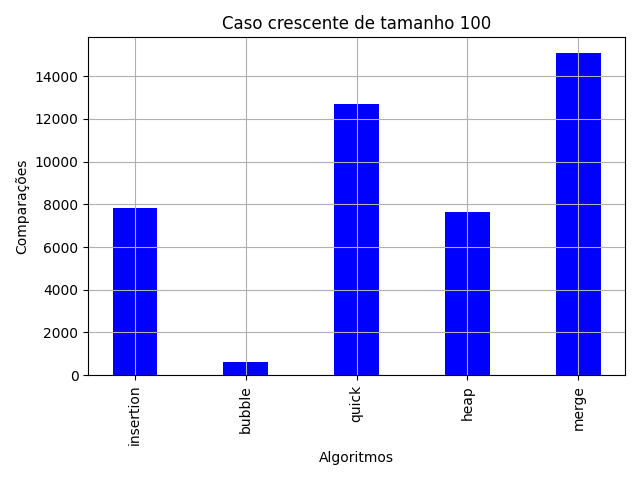 Caso crescente de tamanho 100
Comparações
14000
12000
10000
8000
6000
4000
2000
0
insertion
bubble
quick
heap
merge
Algoritmos